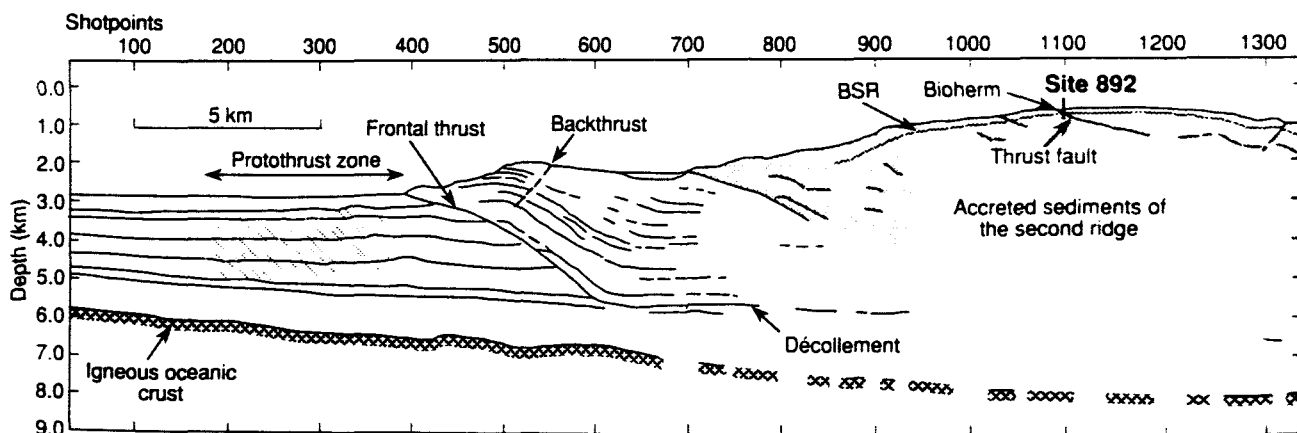 Shotpoints
100 200 300 400 500 600 700 800 900 1000 1100 1200 1300
0.0
1.0
2.0
3.0
4.0
5.0
6.0
7.0
8.0
9.0
Depth (km)
5 km
Protothrust zone
Frontal thrust
Backthrust
BSR
Bioherm
Site 892
Thrust fault
Accreted sediments of
the second ridge
Décollement
Igneous oceanic
crust